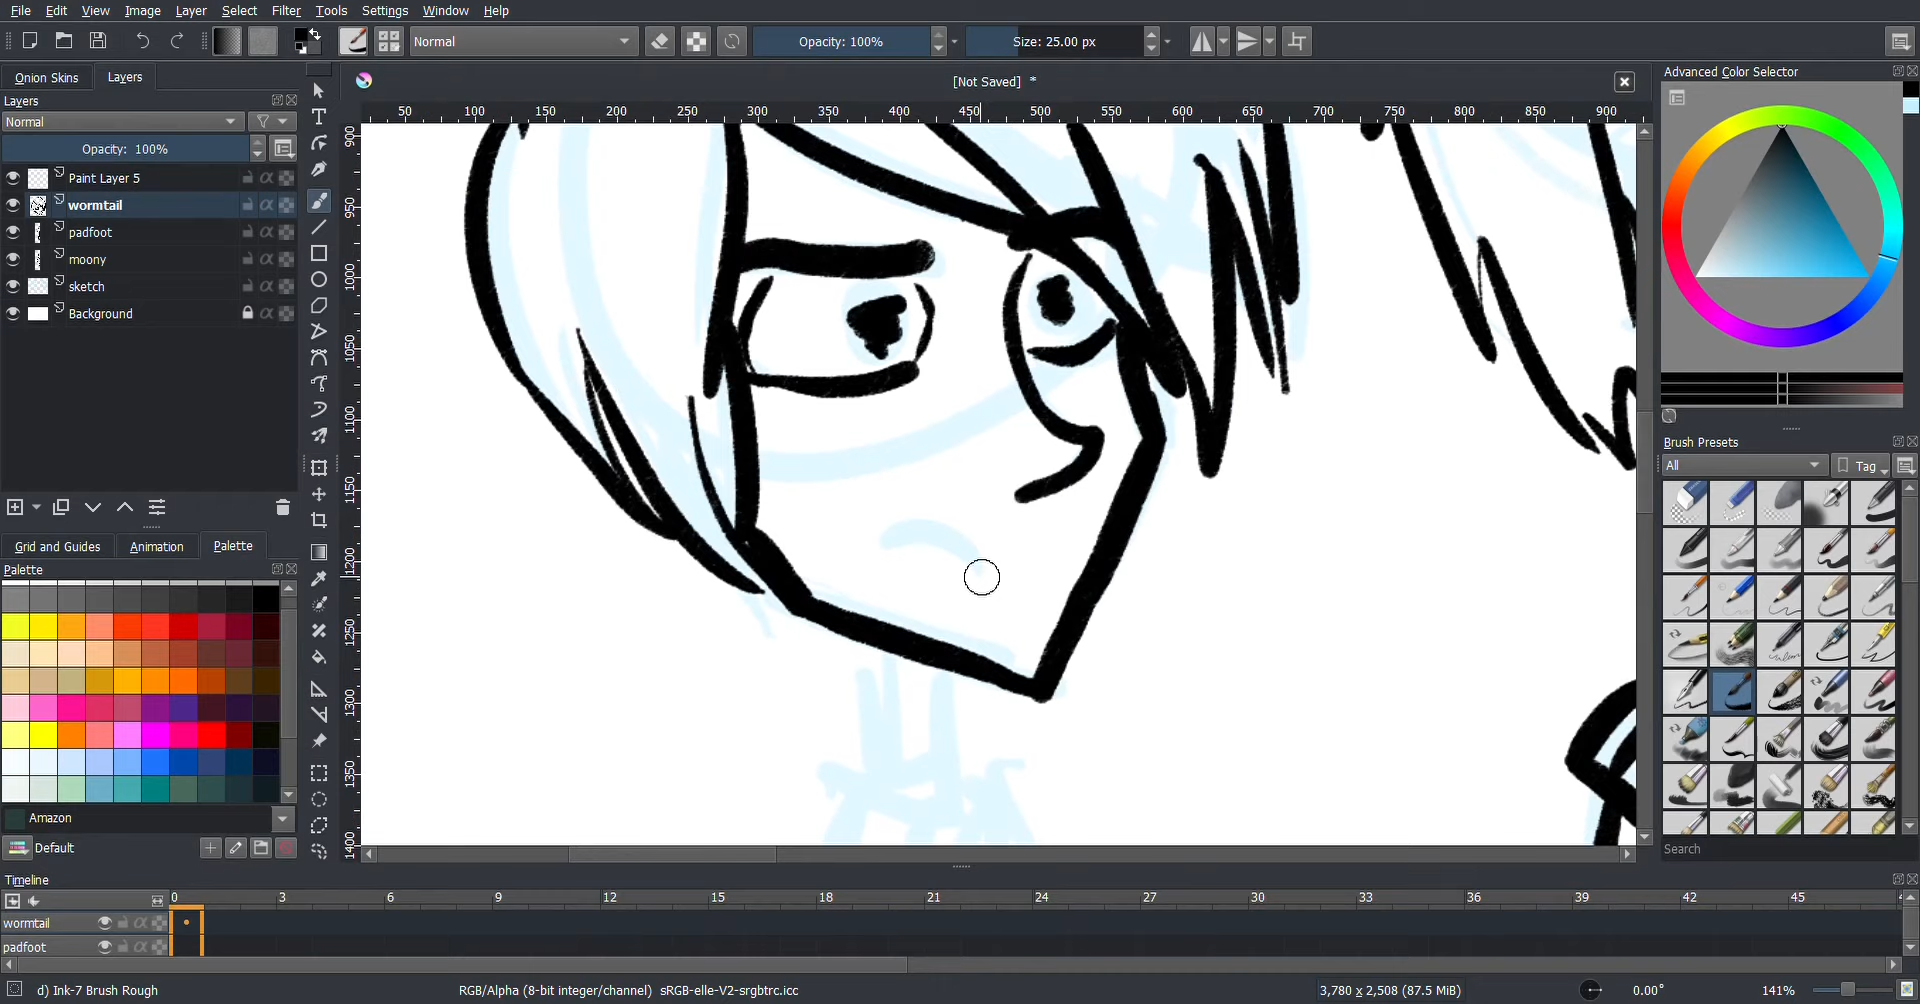 File Edit View Image Layer Select Filter Tools Settings Window Help
Normal Opacity: 100% Size: 25.00 px
Onion Skins Layers
[Not Saved] *
Advanced Color Selector
Layers
Normal
Opacity: 100%
Paint Layer 5
wormtail
padfoot
moony
sketch
Background
50 100 150 200 250 300 350 400 450 500 550 600 650 700 750 800 850 900
900
950
1000
1050
1100
1150
1200
1250
1300
1350
1400
Grid and Guides Animation Palette
Palette
Amazon
Default
Brush Presets
All Tag
Search
Timeline
0 3 6 9 12 15 18 21 24 27 30 33 36 39 42 45
wormtail
padfoot
d) Ink-7 Brush Rough RGB/Alpha (8-bit integer/channel) sRGB-elle-V2-srgbtrc.icc 3,780 x 2,508 (87.5 MiB) 0.00° 141%